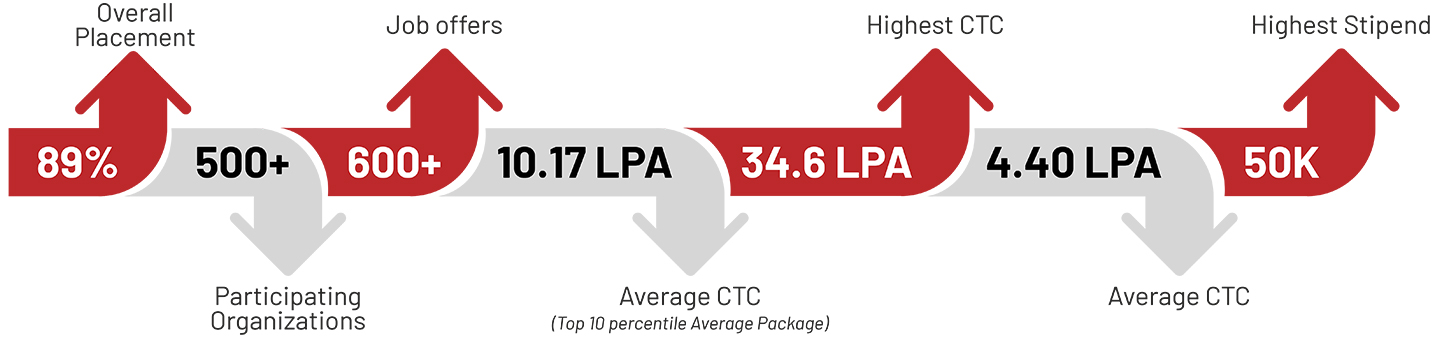 Overall
Placement
Job offers
Highest CTC
Highest Stipend
89%
500+
600+
10.17 LPA
34.6 LPA
4.40 LPA
50K
Participating
Organizations
Average CTC
(Top 10 percentile Average Package)
Average CTC